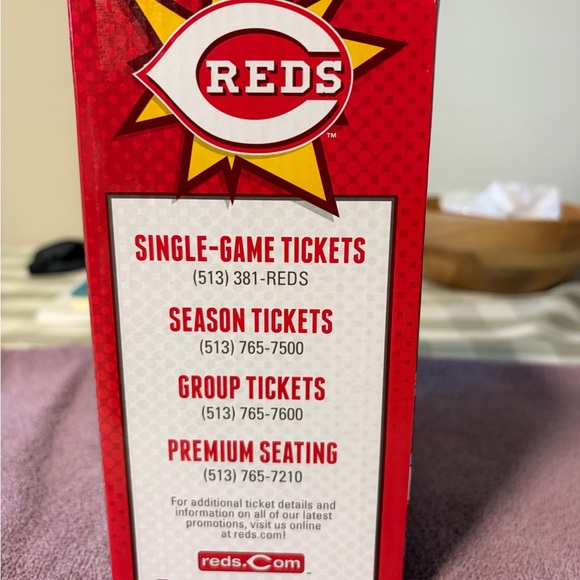 REDS
TM
SINGLE-GAME TICKETS
(513) 381-REDS
SEASON TICKETS
(513) 765-7500
GROUP TICKETS
(513) 765-7600
PREMIUM SEATING
(513) 765-7210
For additional ticket details and
information on all of our latest
promotions, visit us online
at reds.com!
reds.Com